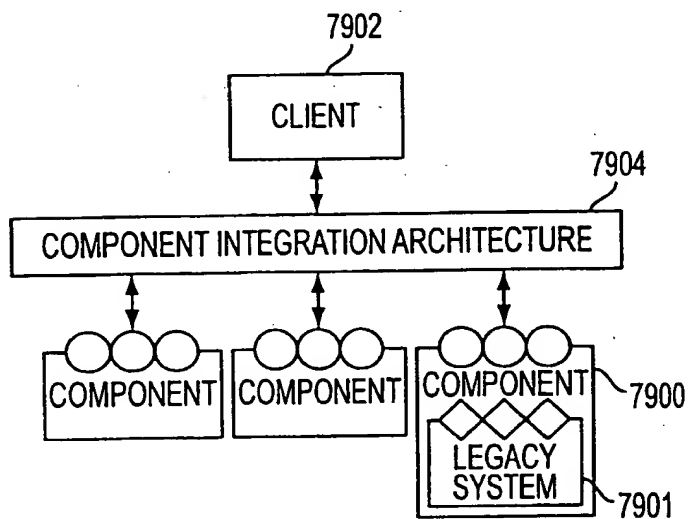 7902
CLIENT
7904
COMPONENT INTEGRATION ARCHITECTURE
COMPONENT
COMPONENT
COMPONENT
7900
LEGACY
SYSTEM
7901